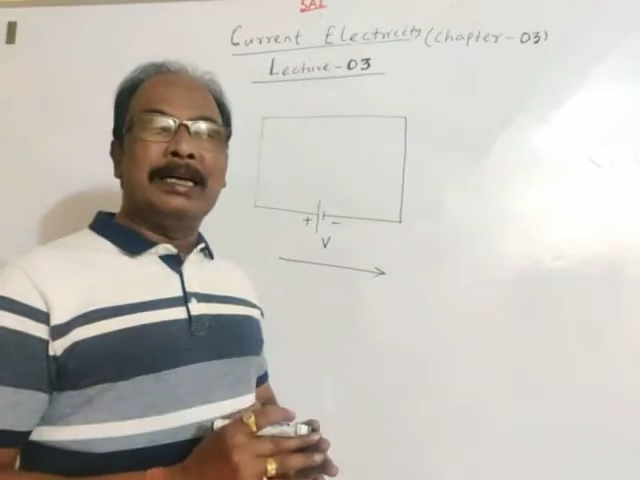 SAI
Current Electricity (Chapter-03)
Lecture-03
+ -
V